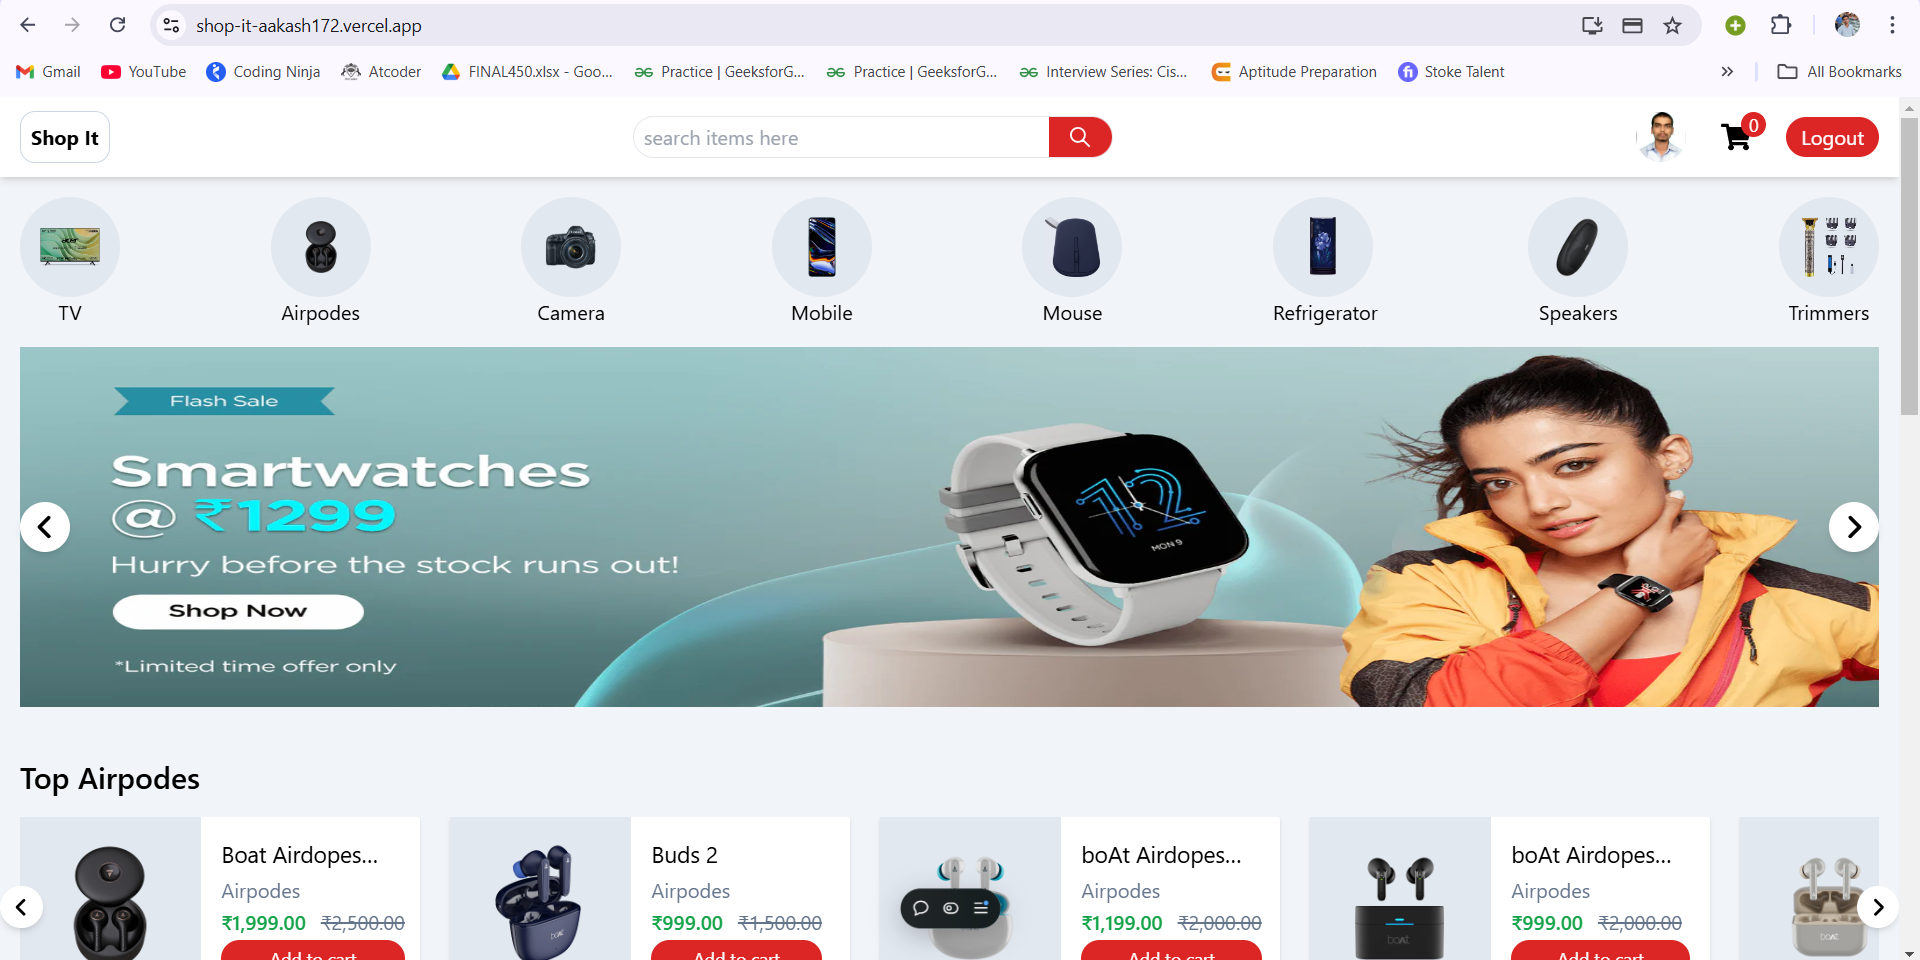 shop-it-aakash172.vercel.app
Gmail YouTube Coding Ninja Atcoder FINAL450.xlsx - Goo... Practice | GeeksforG... Practice | GeeksforG... Interview Series: Cis... Aptitude Preparation Stoke Talent » All Bookmarks
Shop It search items here 0 Logout
TV Airpodes Camera Mobile Mouse Refrigerator Speakers Trimmers
Flash Sale
Smartwatches
@ ₹1299
Hurry before the stock runs out!
Shop Now
*Limited time offer only
12
MON 9
Top Airpodes
Boat Airdopes... Buds 2 boAt Airdopes... boAt Airdopes...
Airpodes Airpodes Airpodes Airpodes
₹1,999.00 ₹2,500.00 ₹999.00 ₹1,500.00 ₹1,199.00 ₹2,000.00 ₹999.00 ₹2,000.00
Add to cart Add to cart Add to cart Add to cart